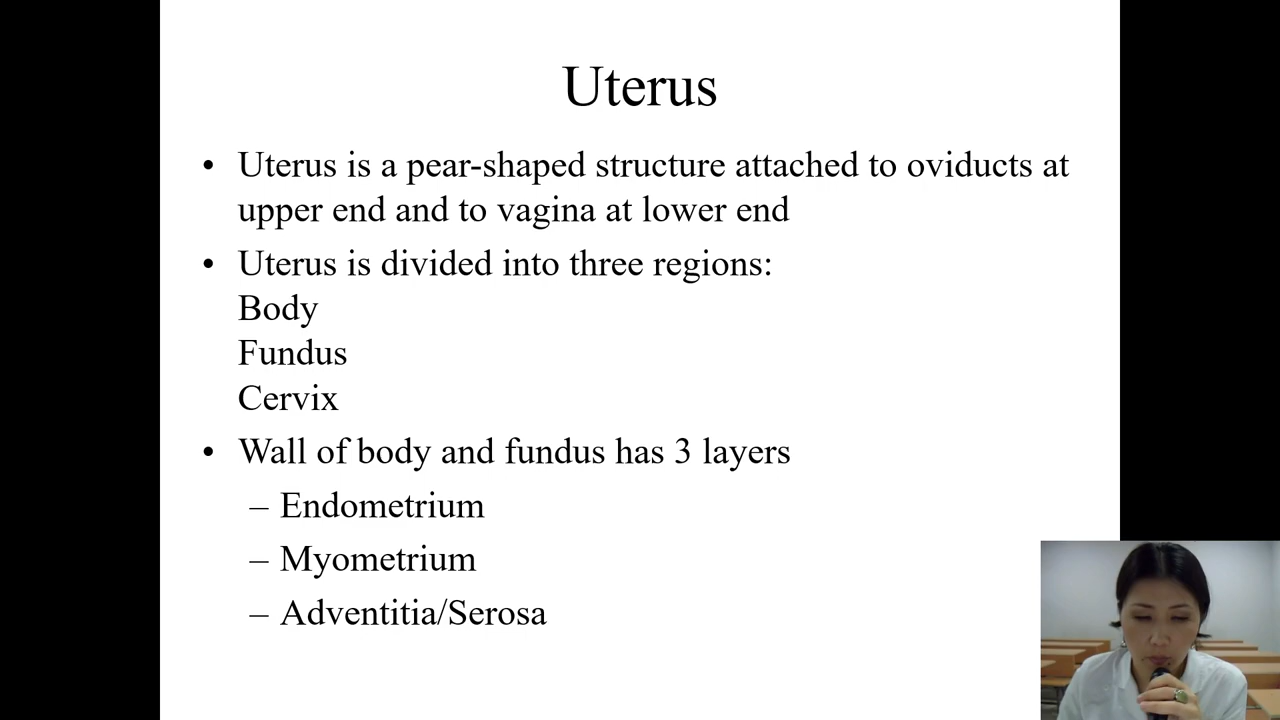 Uterus
• Uterus is a pear-shaped structure attached to oviducts at
upper end and to vagina at lower end
• Uterus is divided into three regions:
Body
Fundus
Cervix
• Wall of body and fundus has 3 layers
– Endometrium
– Myometrium
– Adventitia/Serosa